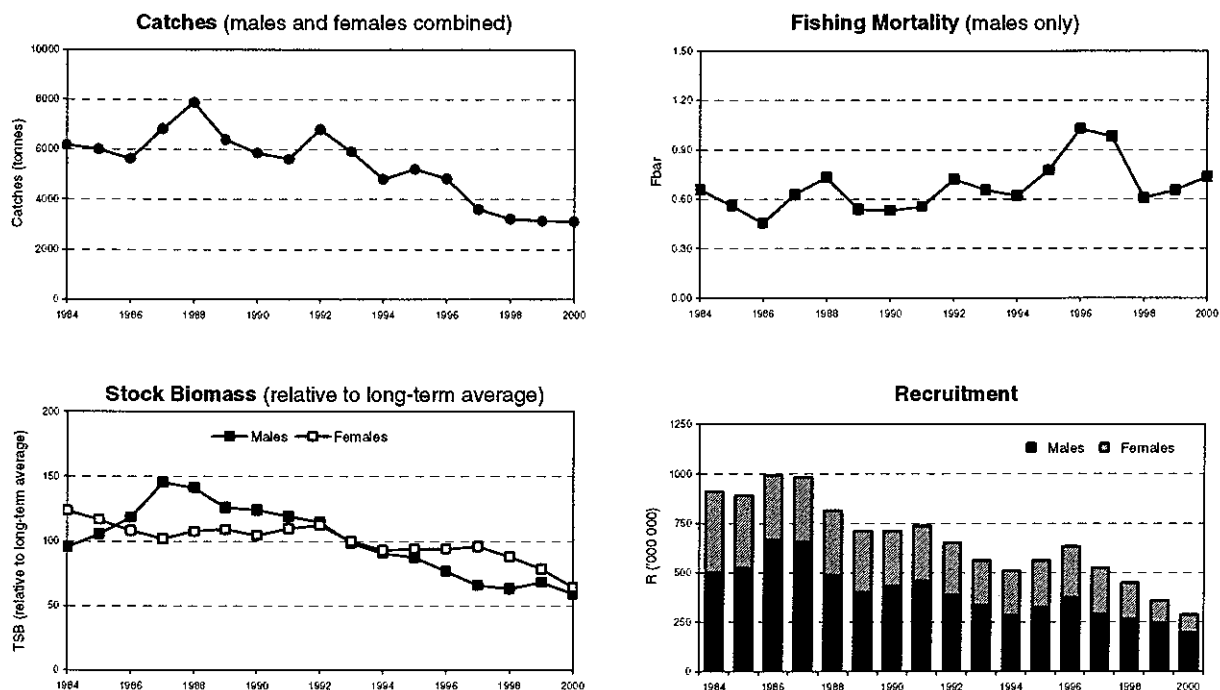 Catches (males and females combined)
Catches (tonnes)
10000
8000
6000
4000
2000
0
1984 1986 1988 1990 1992 1994 1996 1998 2000
Fishing Mortality (males only)
Fbar
1.50
1.20
0.90
0.60
0.30
0.00
1984 1986 1988 1990 1992 1994 1996 1998 2000
Stock Biomass (relative to long-term average)
TSB (relative to long-term average)
200
150
100
50
0
Males Females
1984 1986 1988 1990 1992 1994 1996 1998 2000
Recruitment
R ('000 000)
1250
1000
750
500
250
0
Males Females
1984 1986 1988 1990 1992 1994 1996 1998 2000